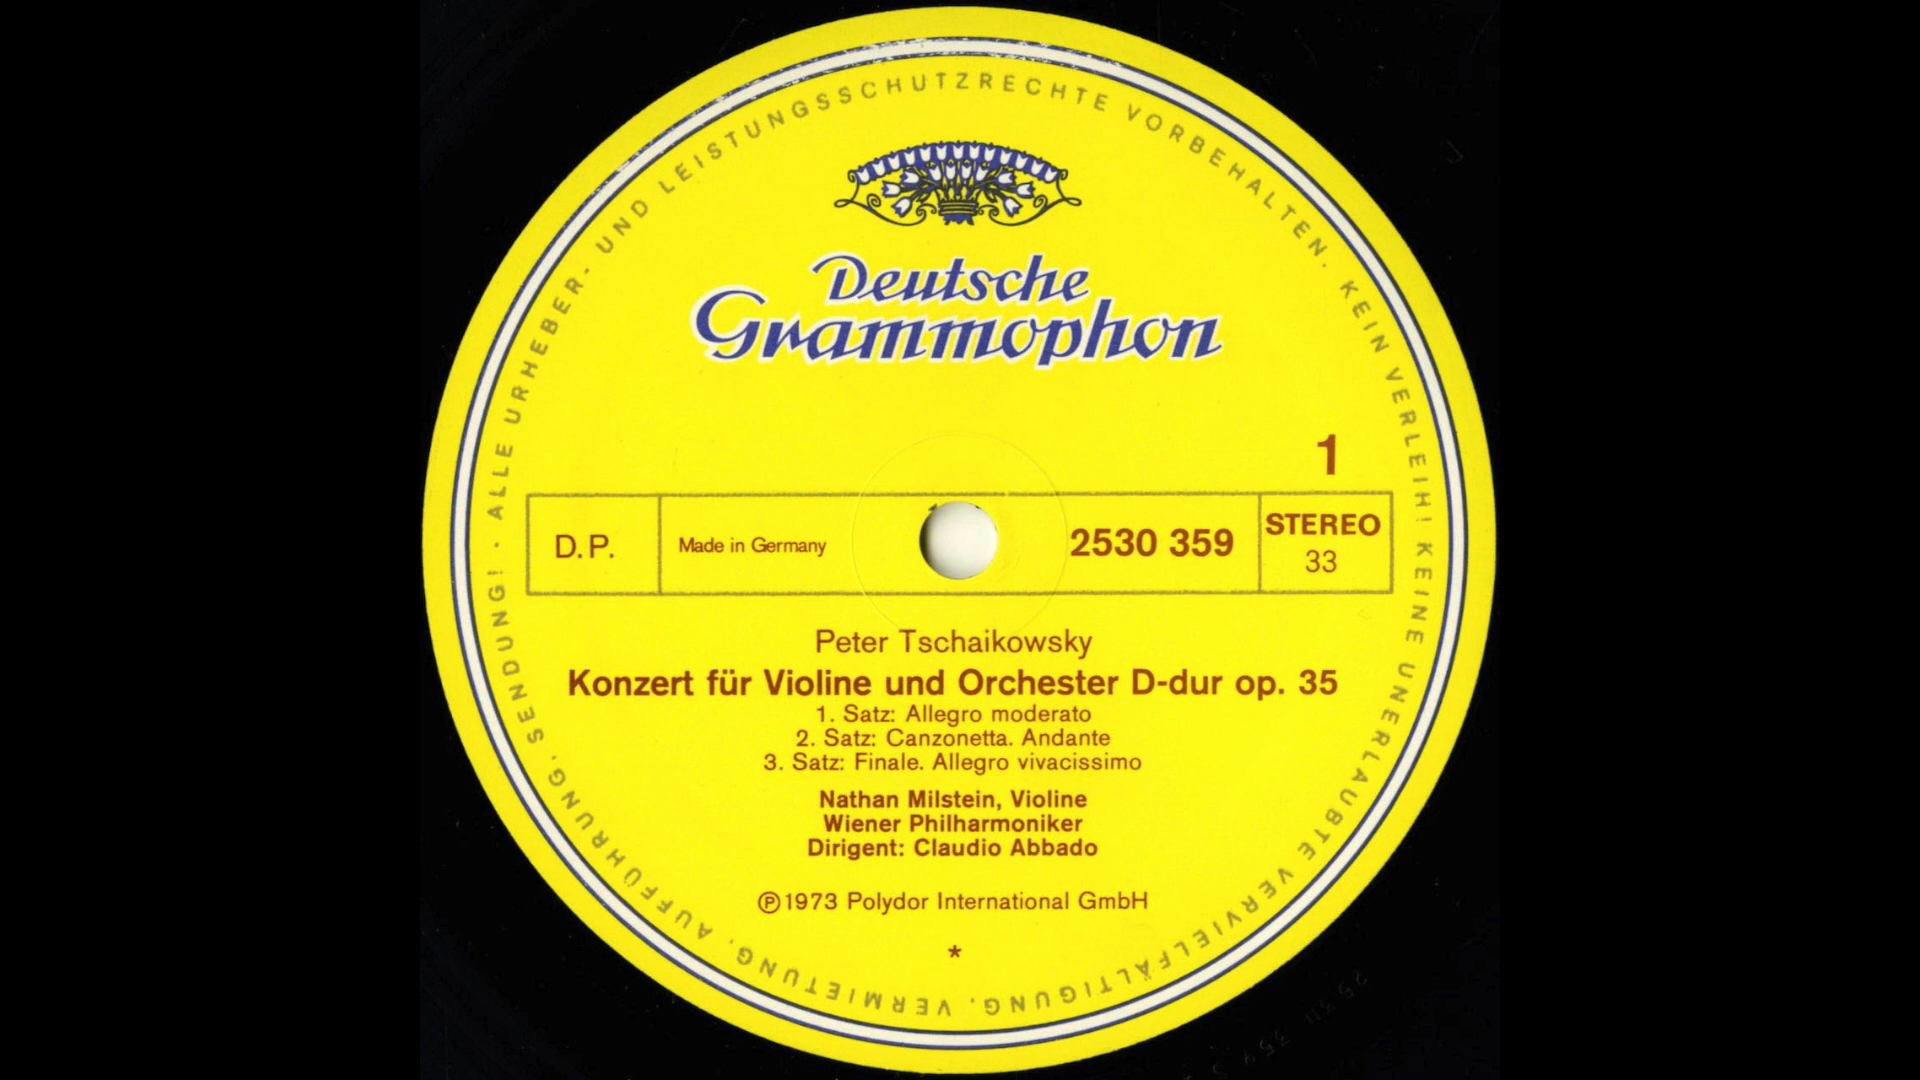 ALLE URHEBER- UND LEISTUNGSSCHUTZRECHTE VORBEHALTEN. KEIN VERLEIH! KEINE UNERLAUBTE VERVIELFÄLTIGUNG, VERMIETUNG, AUFFÜHRUNG, SENDUNG! ·
Deutsche
Grammophon
1
D.P.
Made in Germany
2530 359
STEREO
33
Peter Tschaikowsky
Konzert für Violine und Orchester D-dur op. 35
1. Satz: Allegro moderato
2. Satz: Canzonetta. Andante
3. Satz: Finale. Allegro vivacissimo
Nathan Milstein, Violine
Wiener Philharmoniker
Dirigent: Claudio Abbado
℗ 1973 Polydor International GmbH
*